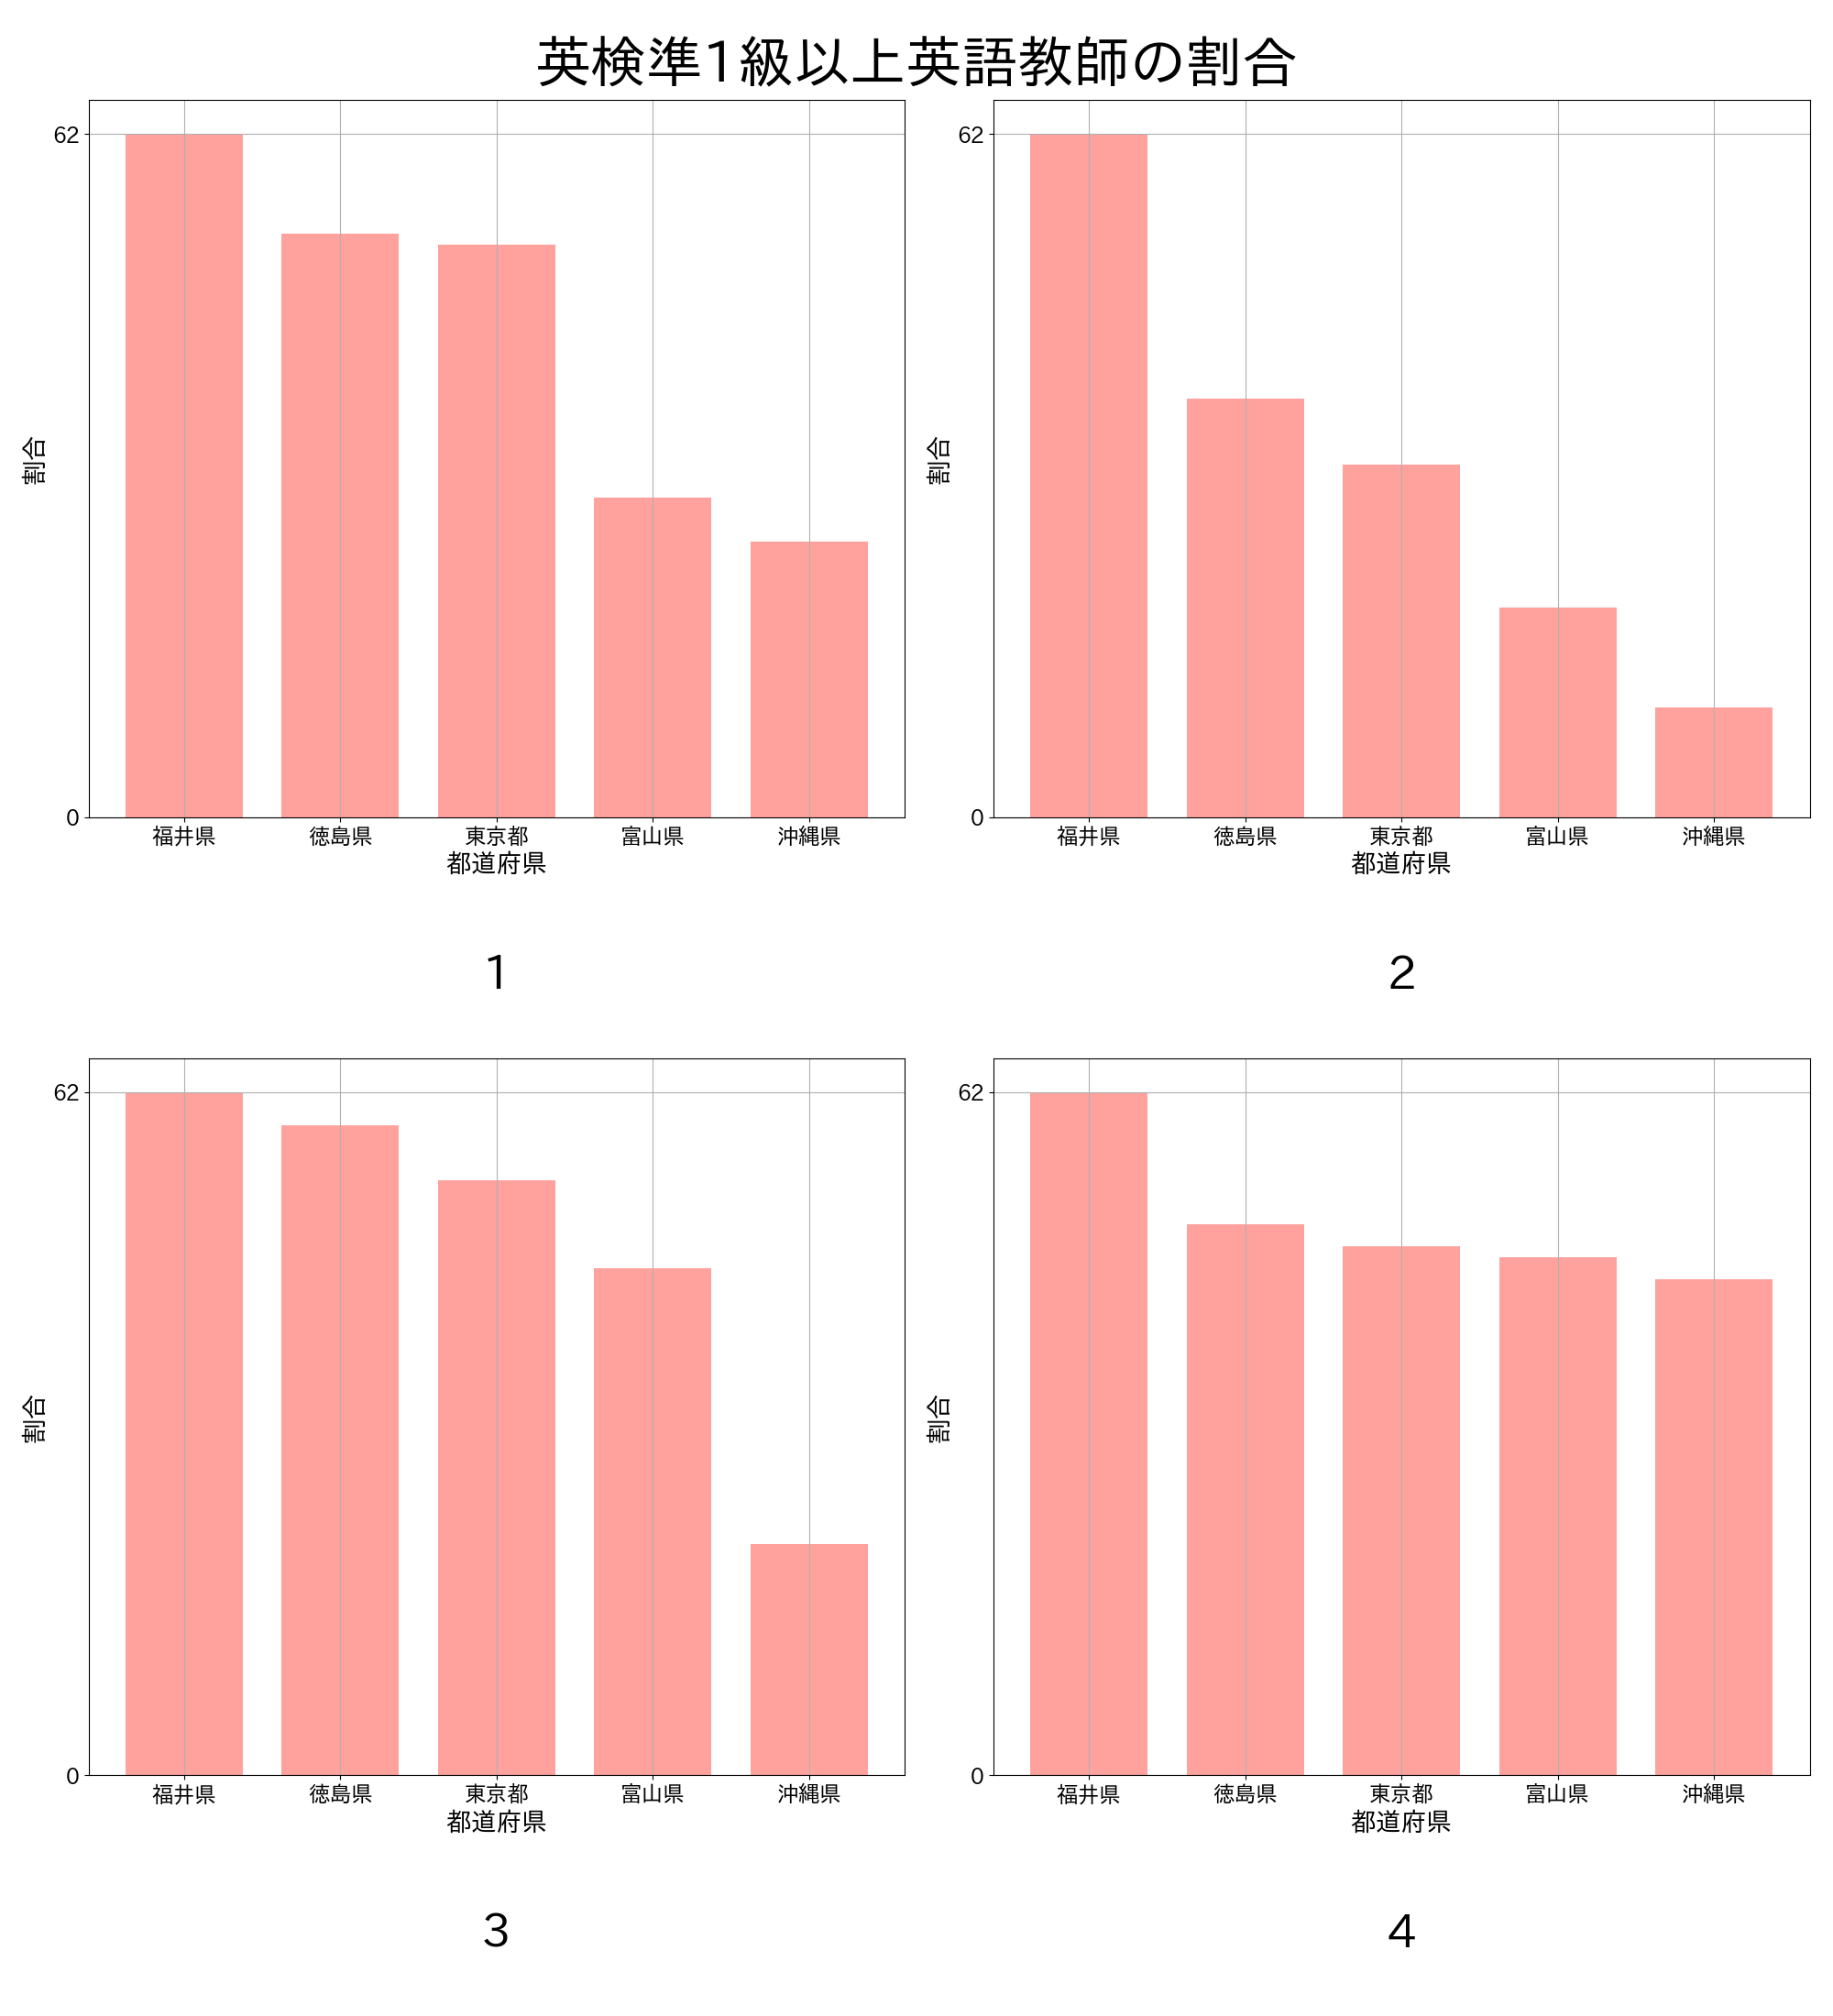 英検準1級以上英語教師の割合
62
0
割合
福井県 徳島県 東京都 富山県 沖縄県
都道府県
1
62
0
割合
福井県 徳島県 東京都 富山県 沖縄県
都道府県
2
62
0
割合
福井県 徳島県 東京都 富山県 沖縄県
都道府県
3
62
0
割合
福井県 徳島県 東京都 富山県 沖縄県
都道府県
4